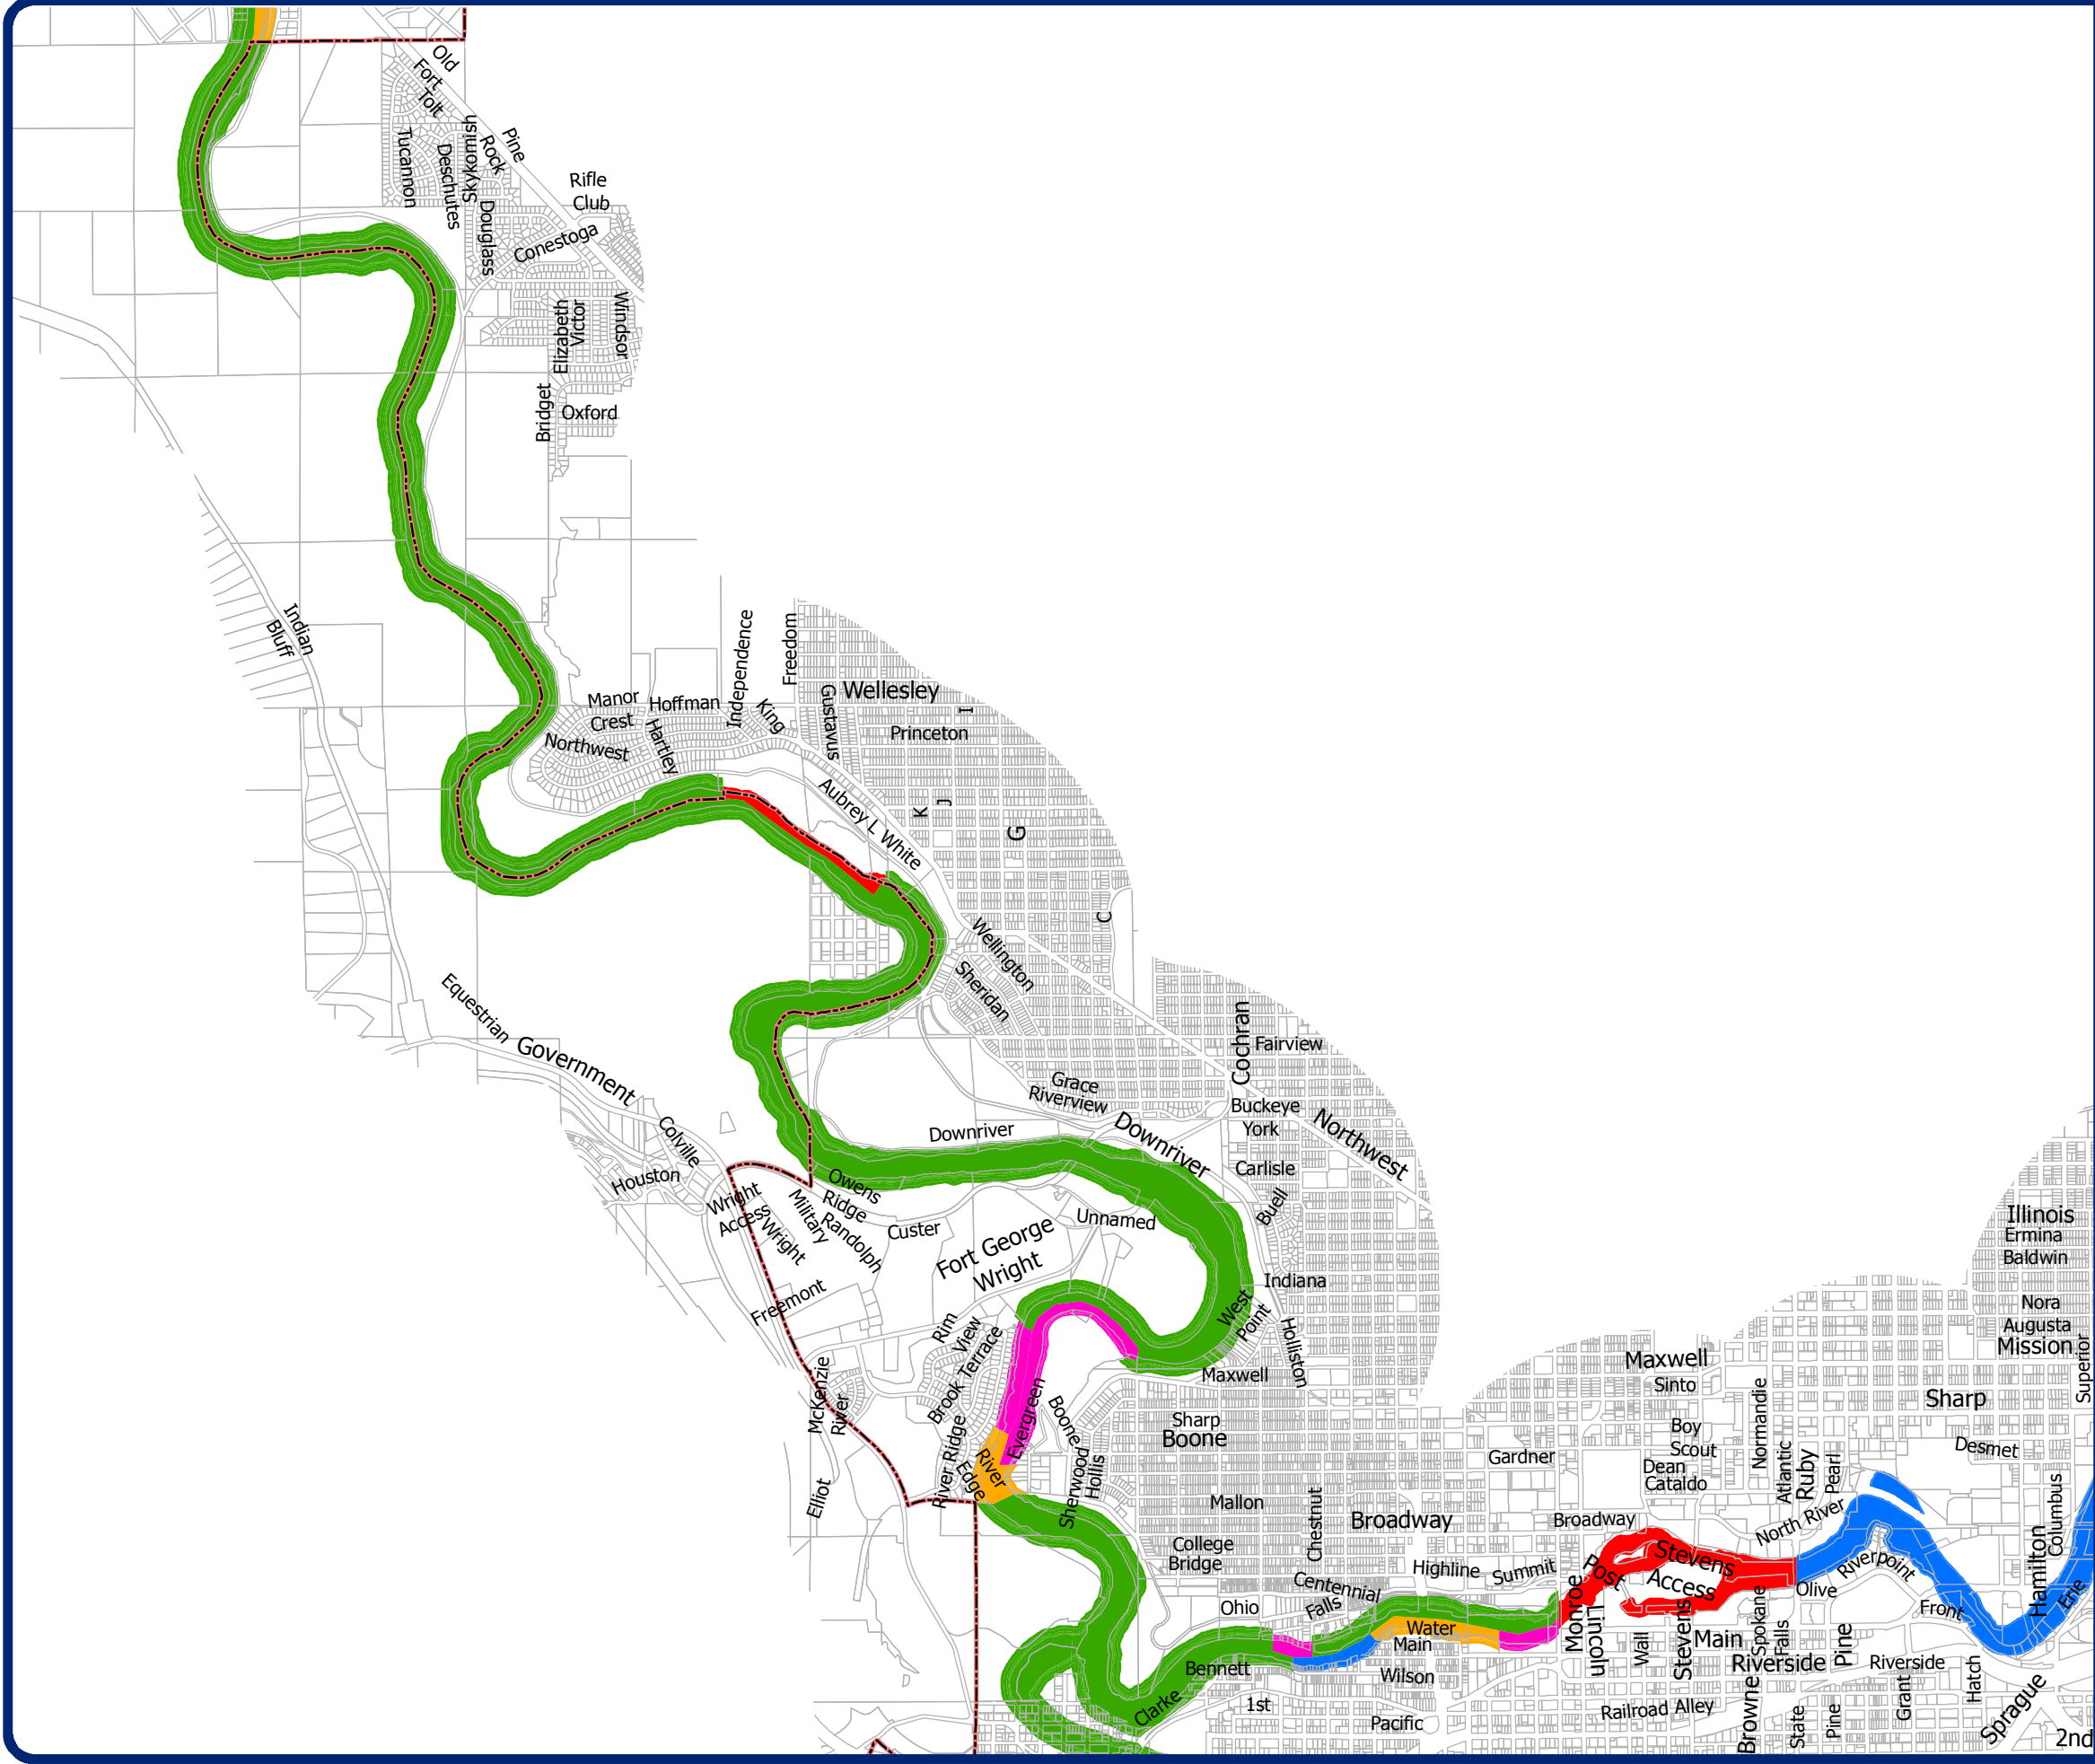 Old
Fort
Tolt
Pine
Rock
Skykomish
Tucannon
Deschutes
Douglass
Rifle
Club
Conestoga
Elizabeth
Victor
Windsor
Bridget
Oxford
Indian
Bluff
Independence
Freedom
Manor
Hoffman
Crest
King
Gustavus
Wellesley
I
Northwest
Hartley
Princeton
Aubrey L White
K
J
G
C
Wellington
Sheridan
Equestrian
Government
Cochran
Fairview
Grace
Riverview
Buckeye
York
Northwest
Downriver
Downriver
Colville
Houston
Carlisle
Owens
Wright
Access
Ridge
Military
Randolph
Wright
Custer
Unnamed
Buell
Fort George
Wright
Illinois
Ermina
Baldwin
Freemont
Indiana
West
Point
Holliston
Nora
Augusta
Mission
Superior
Rim
View
Terrace
Brook
McKenzie
River
Maxwell
Maxwell
Sinto
Normandie
Sharp
Evergreen
Boone
Sharp
Boone
Boy
Scout
Dean
Cataldo
Gardner
Desmet
River Ridge
River
Edge
Sherwood
Hollis
Elliot
Mallon
Chestnut
Broadway
Broadway
Atlantic
Ruby
Pearl
North River
Columbus
Hamilton
College
Bridge
Highline
Summit
Post
Stevens
Access
Riverpoint
Olive
Centennial
Falls
Ohio
Monroe
Lincoln
Spokane
Falls
Front
Erie
Water
Main
Wall
Stevens
Main
Riverside
Pine
Riverside
Bennett
Wilson
Grant
Hatch
Clarke
1st
Pacific
Railroad Alley
Browne
State
Pine
Sprague
2nd